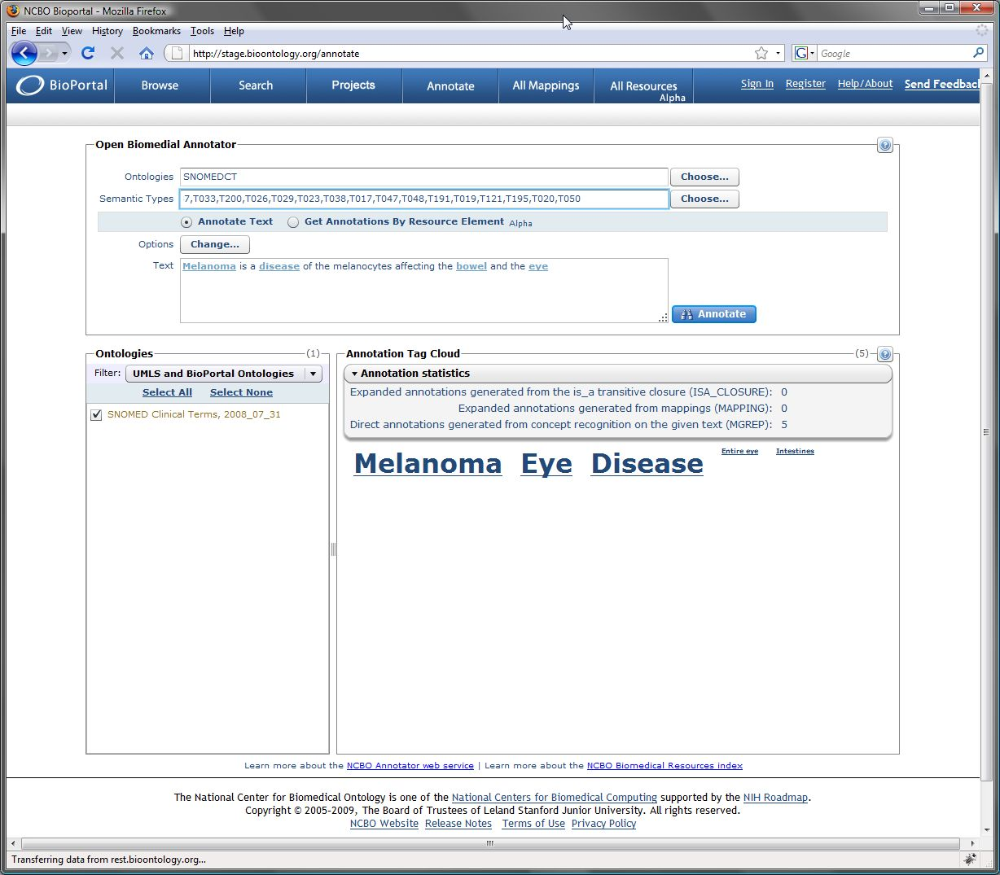 NCBO Bioportal - Mozilla Firefox
File Edit View History Bookmarks Tools Help
http://stage.bioontology.org/annotate
G Google
BioPortal Browse Search Projects Annotate All Mappings All Resources Alpha Sign In Register Help/About Send Feedback
Open Biomedial Annotator
Ontologies SNOMEDCT Choose...
Semantic Types 7,T033,T200,T026,T029,T023,T038,T017,T047,T048,T191,T019,T121,T195,T020,T050 Choose...
Annotate Text Get Annotations By Resource Element Alpha
Options Change...
Text Melanoma is a disease of the melanocytes affecting the bowel and the eye
Annotate
Ontologies (1)
Filter: UMLS and BioPortal Ontologies
Select All Select None
SNOMED Clinical Terms, 2008_07_31
Annotation Tag Cloud (5)
Annotation statistics
Expanded annotations generated from the is_a transitive closure (ISA_CLOSURE): 0
Expanded annotations generated from mappings (MAPPING): 0
Direct annotations generated from concept recognition on the given text (MGREP): 5
Melanoma Eye Disease Entire eye Intestines
Learn more about the NCBO Annotator web service | Learn more about the NCBO Biomedical Resources index
The National Center for Biomedical Ontology is one of the National Centers for Biomedical Computing supported by the NIH Roadmap.
Copyright © 2005-2009, The Board of Trustees of Leland Stanford Junior University. All rights reserved.
NCBO Website Release Notes Terms of Use Privacy Policy
Transferring data from rest.bioontology.org...